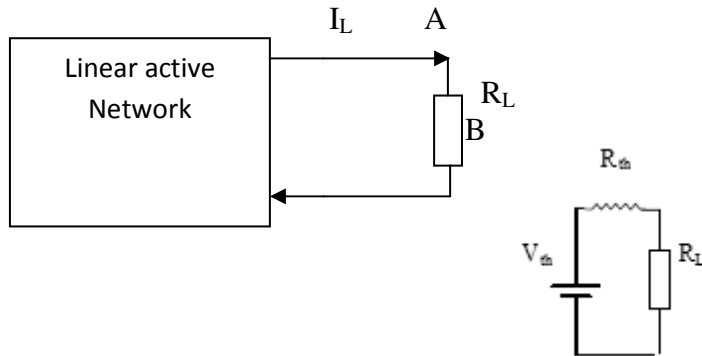 I_L A
Linear active
Network
R_L
B
R_th
V_th
R_L